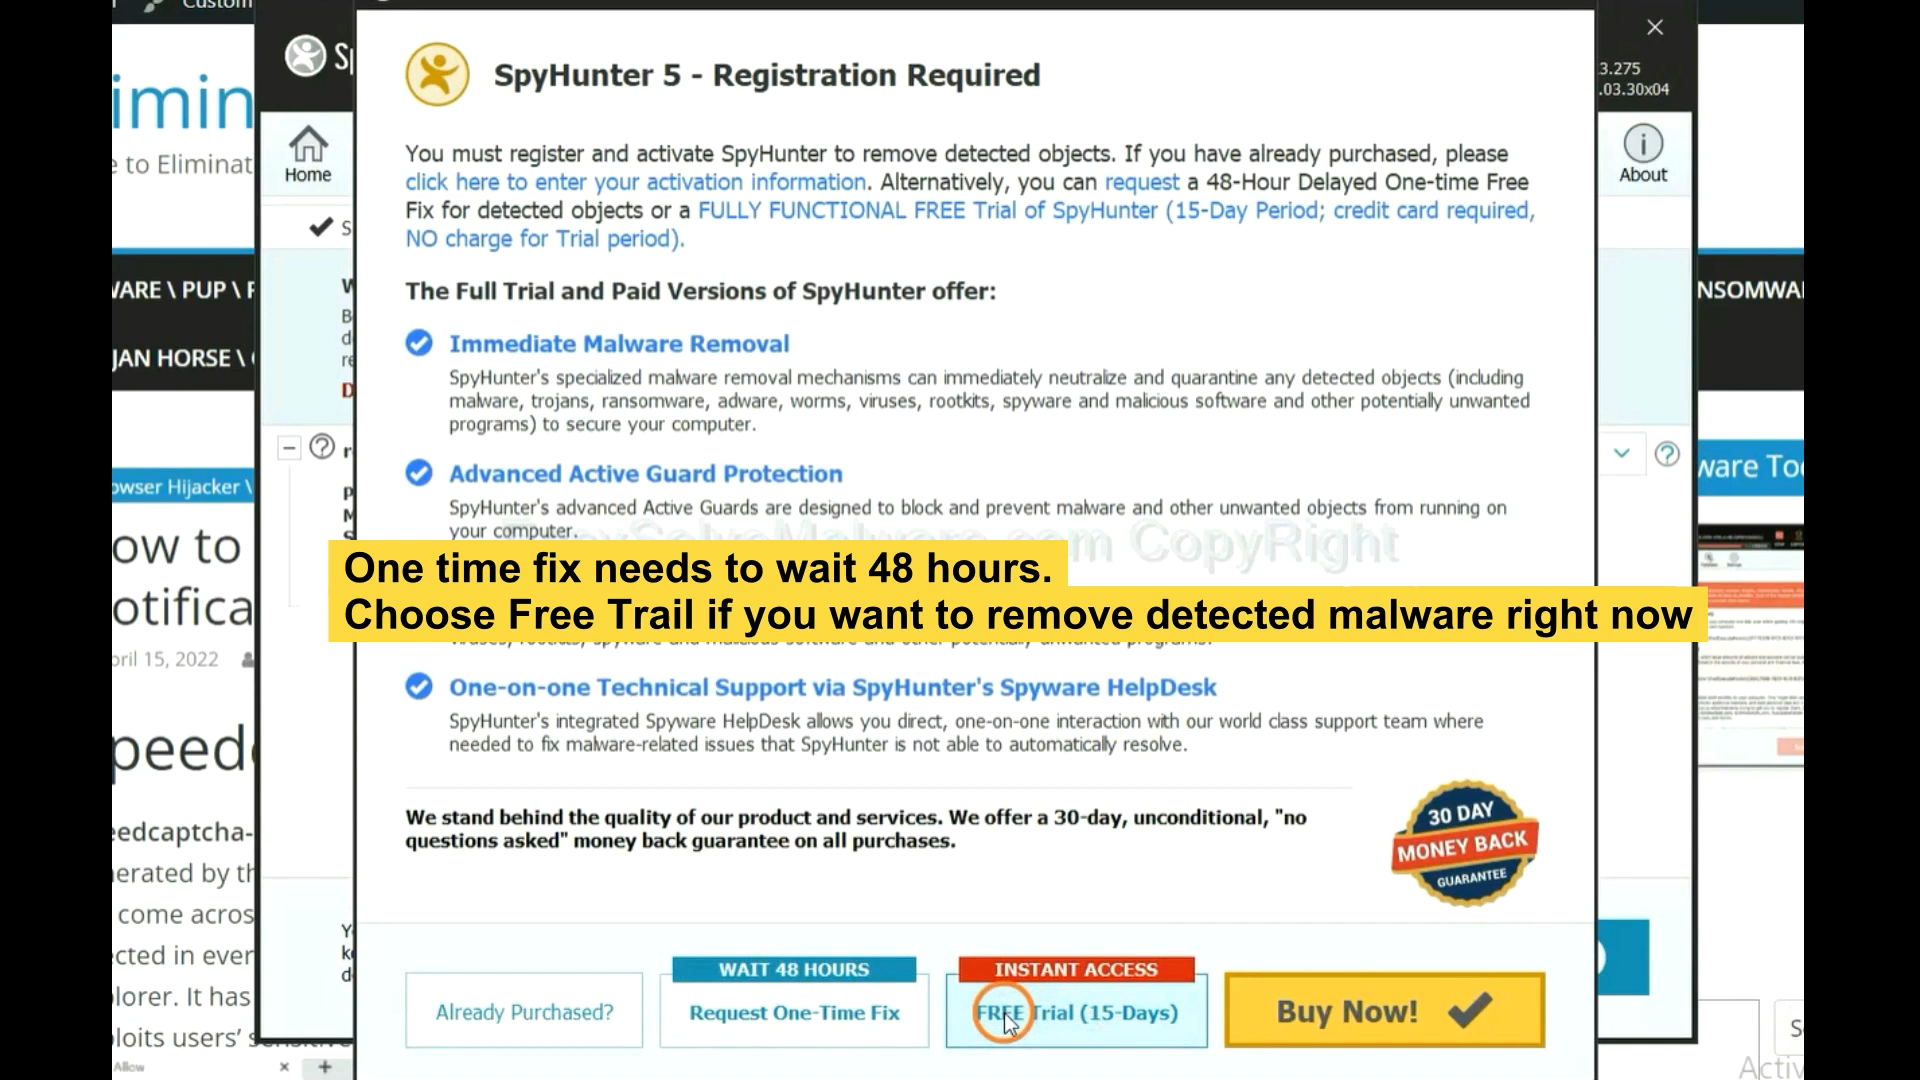 Custom
SpyHunter 5 - Registration Required
3.275
.03.30x04
imin
e to Eliminat
Home
About
You must register and activate SpyHunter to remove detected objects. If you have already purchased, please
click here to enter your activation information. Alternatively, you can request a 48-Hour Delayed One-time Free
Fix for detected objects or a FULLY FUNCTIONAL FREE Trial of SpyHunter (15-Day Period; credit card required,
NO charge for Trial period).
WARE \ PUP \
NSOMWA
The Full Trial and Paid Versions of SpyHunter offer:
JAN HORSE \
Immediate Malware Removal
SpyHunter's specialized malware removal mechanisms can immediately neutralize and quarantine any detected objects (including
malware, trojans, ransomware, adware, worms, viruses, rootkits, spyware and malicious software and other potentially unwanted
programs) to secure your computer.
owser Hijacker \
ware Too
Advanced Active Guard Protection
SpyHunter's advanced Active Guards are designed to block and prevent malware and other unwanted objects from running on
your computer.
CopyRight
ow to
otifica
One time fix needs to wait 48 hours.
Choose Free Trail if you want to remove detected malware right now
pril 15, 2022
One-on-one Technical Support via SpyHunter's Spyware HelpDesk
SpyHunter's integrated Spyware HelpDesk allows you direct, one-on-one interaction with our world class support team where
needed to fix malware-related issues that SpyHunter is not able to automatically resolve.
peed
We stand behind the quality of our product and services. We offer a 30-day, unconditional, "no
questions asked" money back guarantee on all purchases.
30 DAY
MONEY BACK
GUARANTEE
eedcaptcha-
nerated by th
come acros
cted in ever
lorer. It has
ploits users'
WAIT 48 HOURS
INSTANT ACCESS
Already Purchased?
Request One-Time Fix
FREE Trial (15-Days)
Buy Now!
Allow
Activ